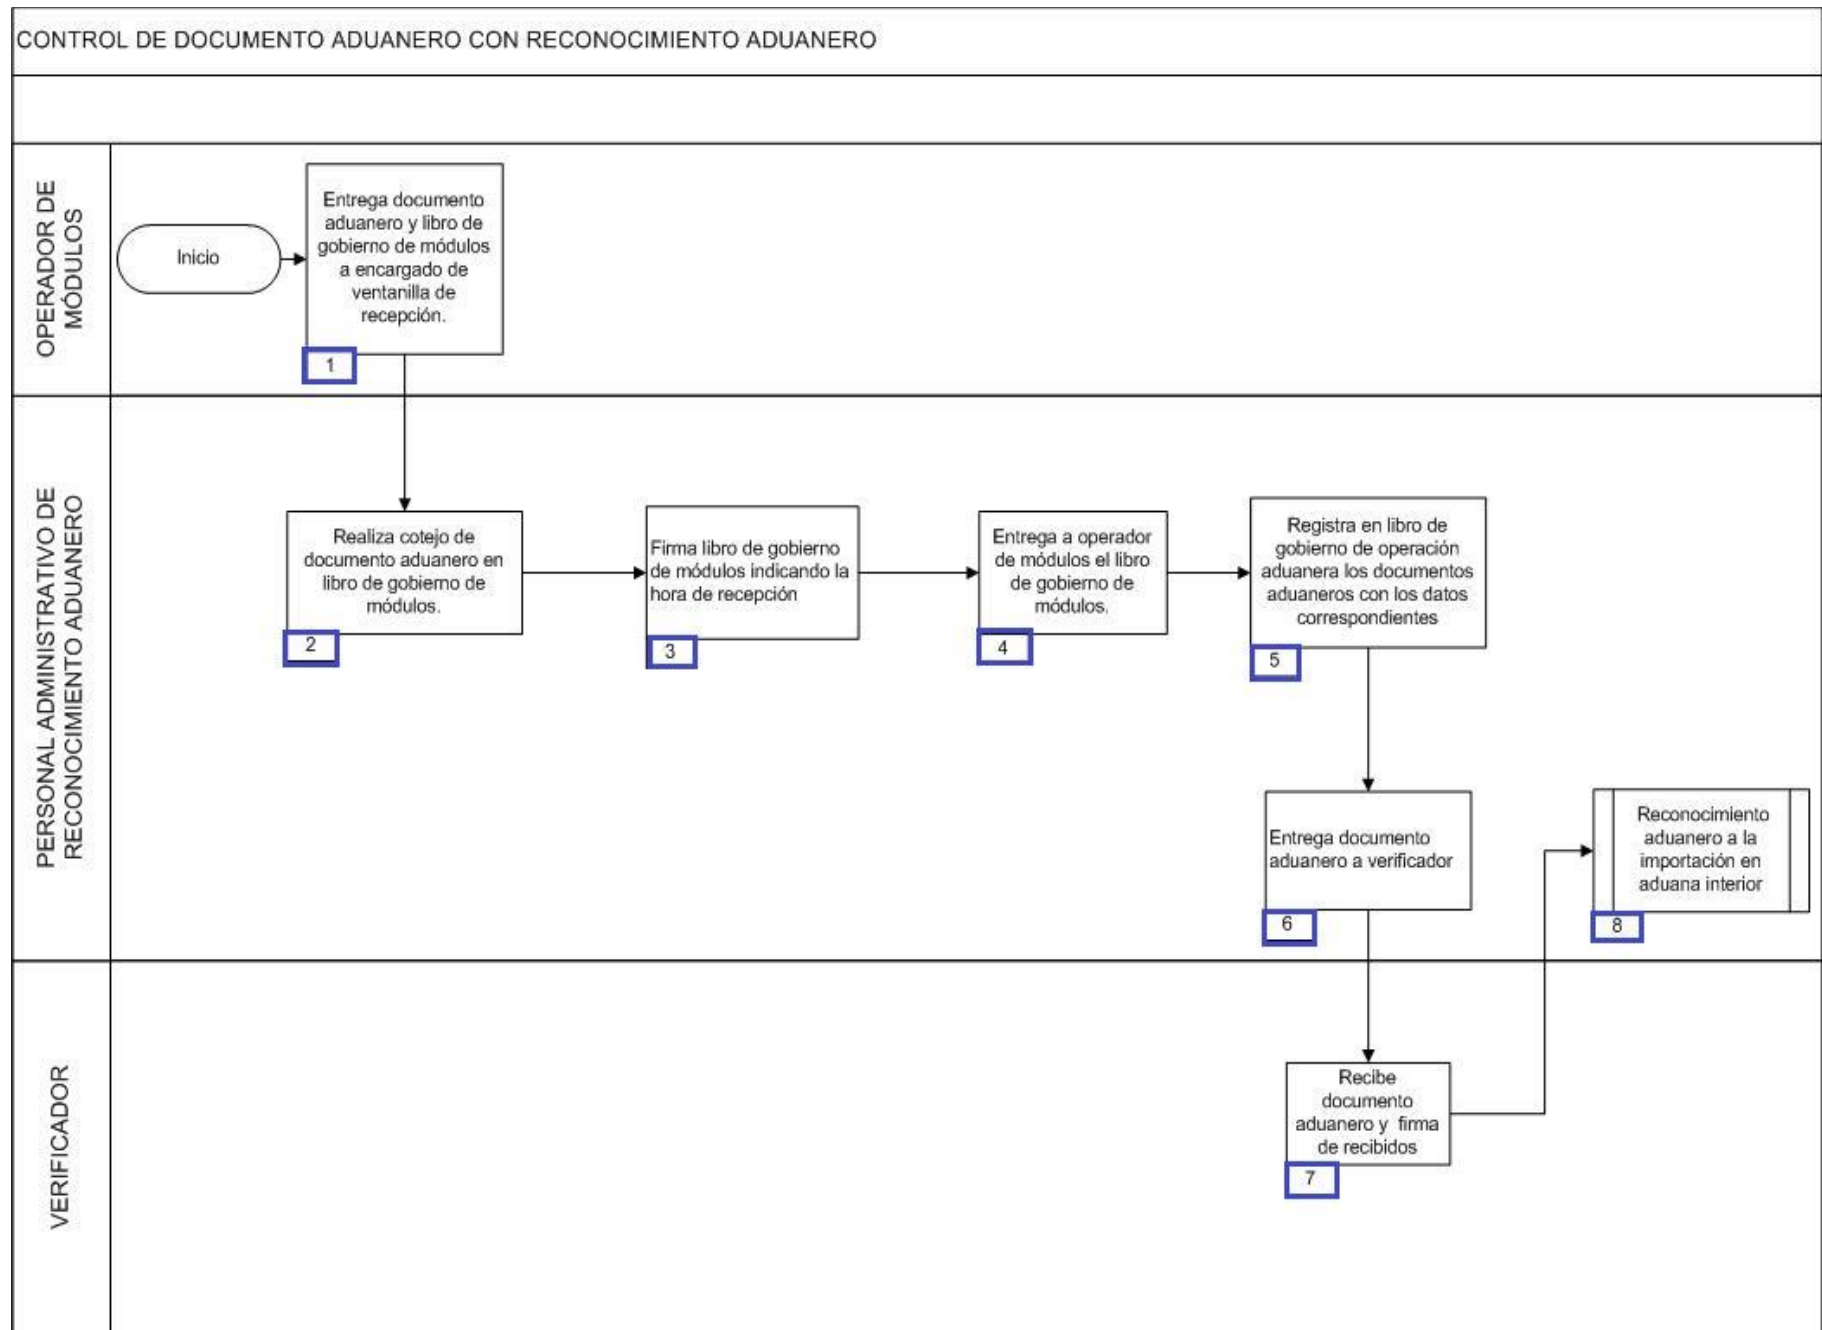 CONTROL DE DOCUMENTO ADUANERO CON RECONOCIMIENTO ADUANERO
OPERADOR DE
MÓDULOS
Inicio
Entrega documento
aduanero y libro de
gobierno de módulos
a encargado de
ventanilla de
recepción.
1
PERSONAL ADMINISTRATIVO DE
RECONOCIMIENTO ADUANERO
Realiza cotejo de
documento aduanero en
libro de gobierno de
módulos.
2
Firma libro de gobierno
de módulos indicando la
hora de recepción
3
Entrega a operador
de módulos el libro
de gobierno de
módulos.
4
Registra en libro de
gobierno de operación
aduanera los documentos
aduaneros con los datos
correspondientes
5
Entrega documento
aduanero a verificador
6
Reconocimiento
aduanero a la
importación en
aduana interior
8
VERIFICADOR
Recibe
documento
aduanero y  firma
de recibidos
7